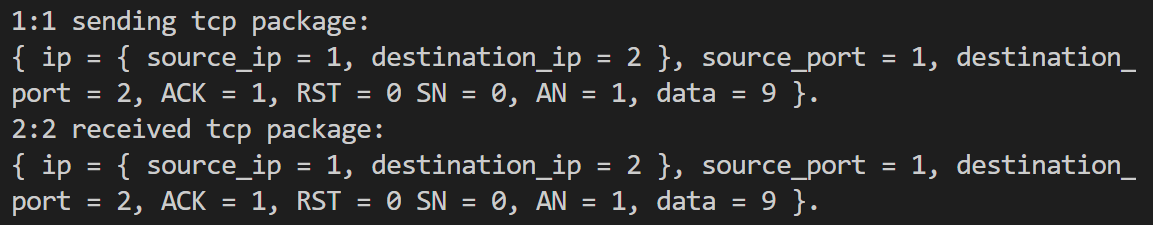 1:1 sending tcp package:
{ ip = { source_ip = 1, destination_ip = 2 }, source_port = 1, destination_
port = 2, ACK = 1, RST = 0 SN = 0, AN = 1, data = 9 }.
2:2 received tcp package:
{ ip = { source_ip = 1, destination_ip = 2 }, source_port = 1, destination_
port = 2, ACK = 1, RST = 0 SN = 0, AN = 1, data = 9 }.